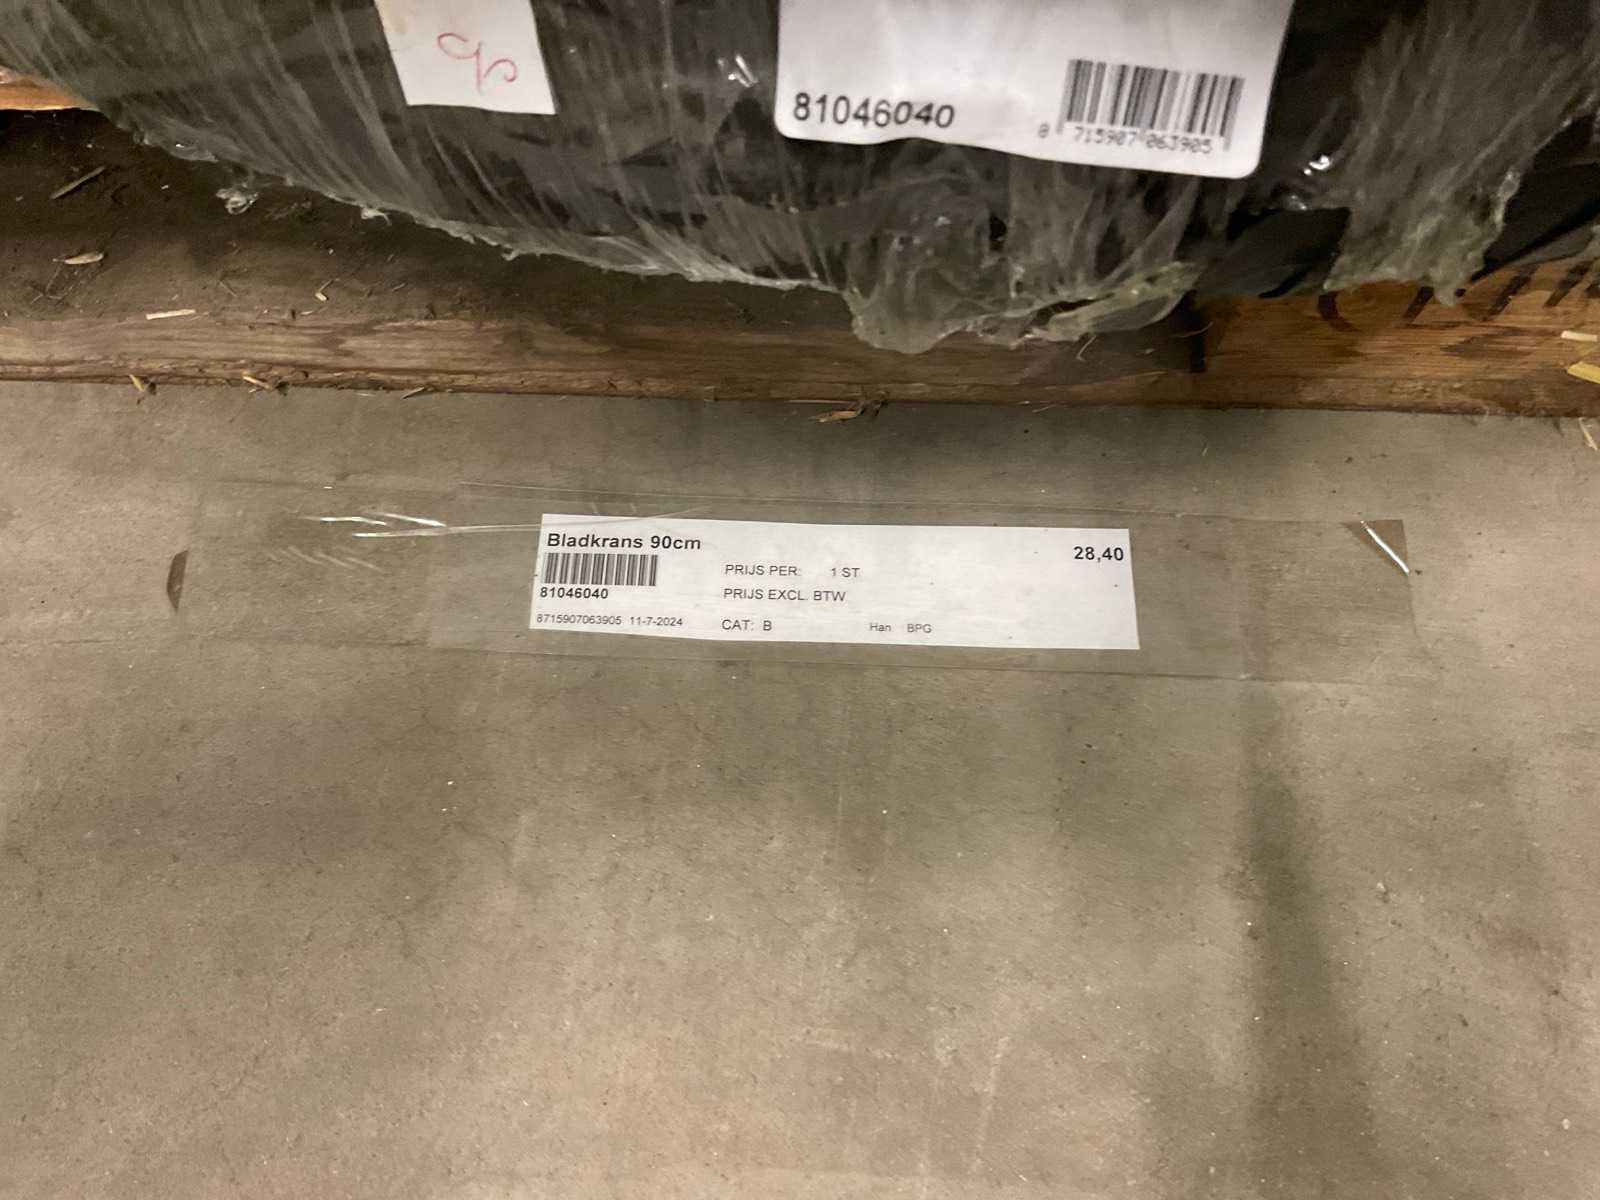 81046040
8 715907 063905
Bladkrans 90cm
28,40
PRIJS PER: 1 ST
81046040
PRIJS EXCL. BTW
8715907063905 11-7-2024
CAT: B
Han BPG